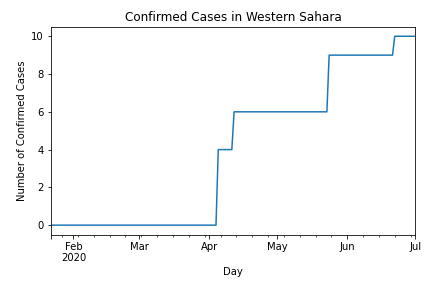 Confirmed Cases in Western Sahara
Number of Confirmed Cases
10
8
6
4
2
0
Feb Mar Apr May Jun Jul
2020
Day